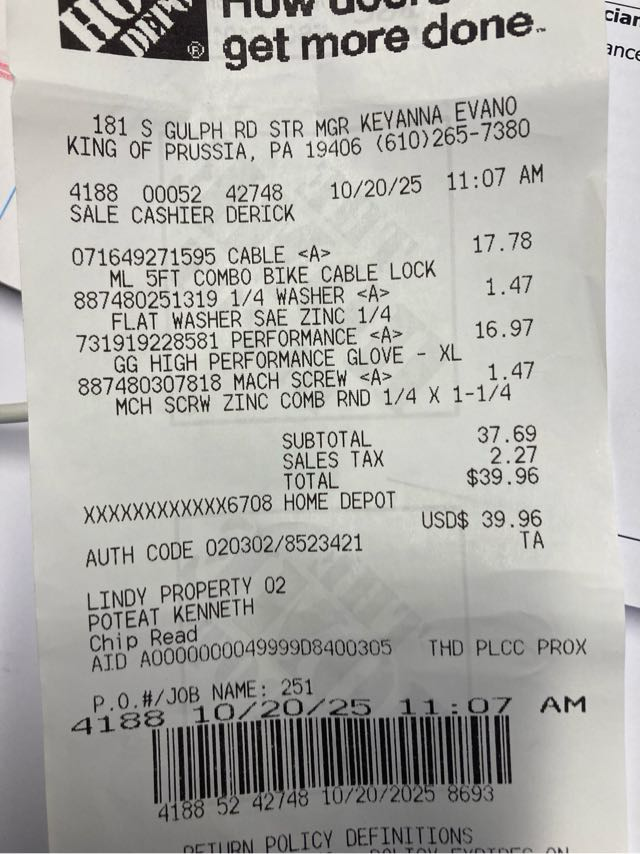 How doers
get more done™
181 S GULPH RD STR MGR KEYANNA EVANO
KING OF PRUSSIA, PA 19406 (610)265-7380
4188 00052 42748 10/20/25 11:07 AM
SALE CASHIER DERICK
071649271595 CABLE <A> 17.78
ML 5FT COMBO BIKE CABLE LOCK
887480251319 1/4 WASHER <A> 1.47
FLAT WASHER SAE ZINC 1/4
731919228581 PERFORMANCE <A> 16.97
GG HIGH PERFORMANCE GLOVE - XL
887480307818 MACH SCREW <A> 1.47
MCH SCRW ZINC COMB RND 1/4 X 1-1/4
SUBTOTAL 37.69
SALES TAX 2.27
TOTAL $39.96
XXXXXXXXXXXX6708 HOME DEPOT
USD$ 39.96
AUTH CODE 020302/8523421 TA
LINDY PROPERTY 02
POTEAT KENNETH
Chip Read
AID A0000000049999D8400305 THD PLCC PROX
P.O.#/JOB NAME: 251
4188 10/20/25 11:07 AM
4188 52 42748 10/20/2025 8693
RETURN POLICY DEFINITIONS